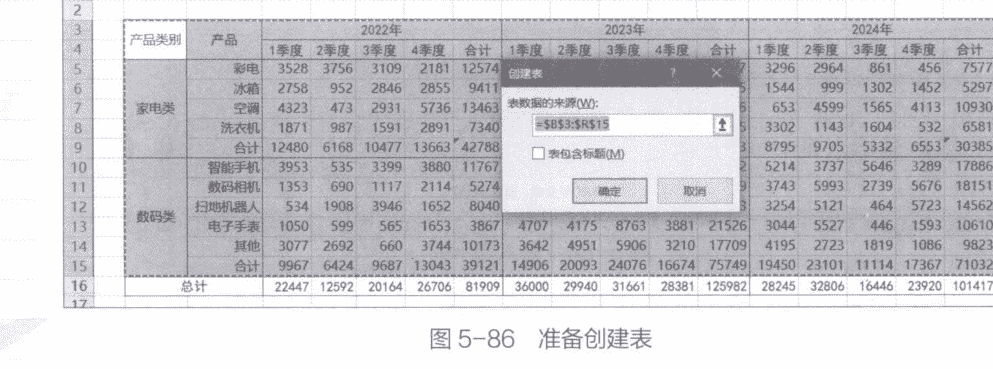 2
3 产品类别 产品 2022年 2023年 2024年
4 1季度 2季度 3季度 4季度 合计 1季度 2季度 3季度 4季度 合计 1季度 2季度 3季度 4季度 合计
5 彩电 3528 3756 3109 2181 12574 7 3296 2964 861 456 7577
创建表 ? ×
6 冰箱 2758 952 2846 2855 9411 1544 999 1302 1452 5297
表数据的来源(W):
7 家电类 空调 4323 473 2931 5736 13463 653 4599 1565 4113 10930
=$B$3:$R$15
8 洗衣机 1871 987 1591 2891 7340 3302 1143 1604 532 6581
9 合计 12480 6168 10477 13663 42788 3 8795 9705 5332 6553 30385
表包含标题(M)
10 智能手机 3953 535 3399 3880 11767 2 5214 3737 5646 3289 17886
11 数码相机 1353 690 1117 2114 5274 9 3743 5993 2739 5676 18151
确定 取消
12 数码类 扫地机器人 534 1908 3946 1652 8040 3 3254 5121 464 5723 14562
13 电子手表 1050 599 565 1653 3867 4707 4175 8763 3881 21526 3044 5527 446 1593 10610
14 其他 3077 2692 660 3744 10173 3642 4951 5906 3210 17709 4195 2723 1819 1086 9823
15 合计 9967 6424 9687 13043 39121 14906 20093 24076 16674 75749 19450 23101 11114 17367 71032
16 总计 22447 12592 20164 26706 81909 36000 29940 31661 28381 125982 28245 32806 16446 23920 101417
17
图 5-86 准备创建表